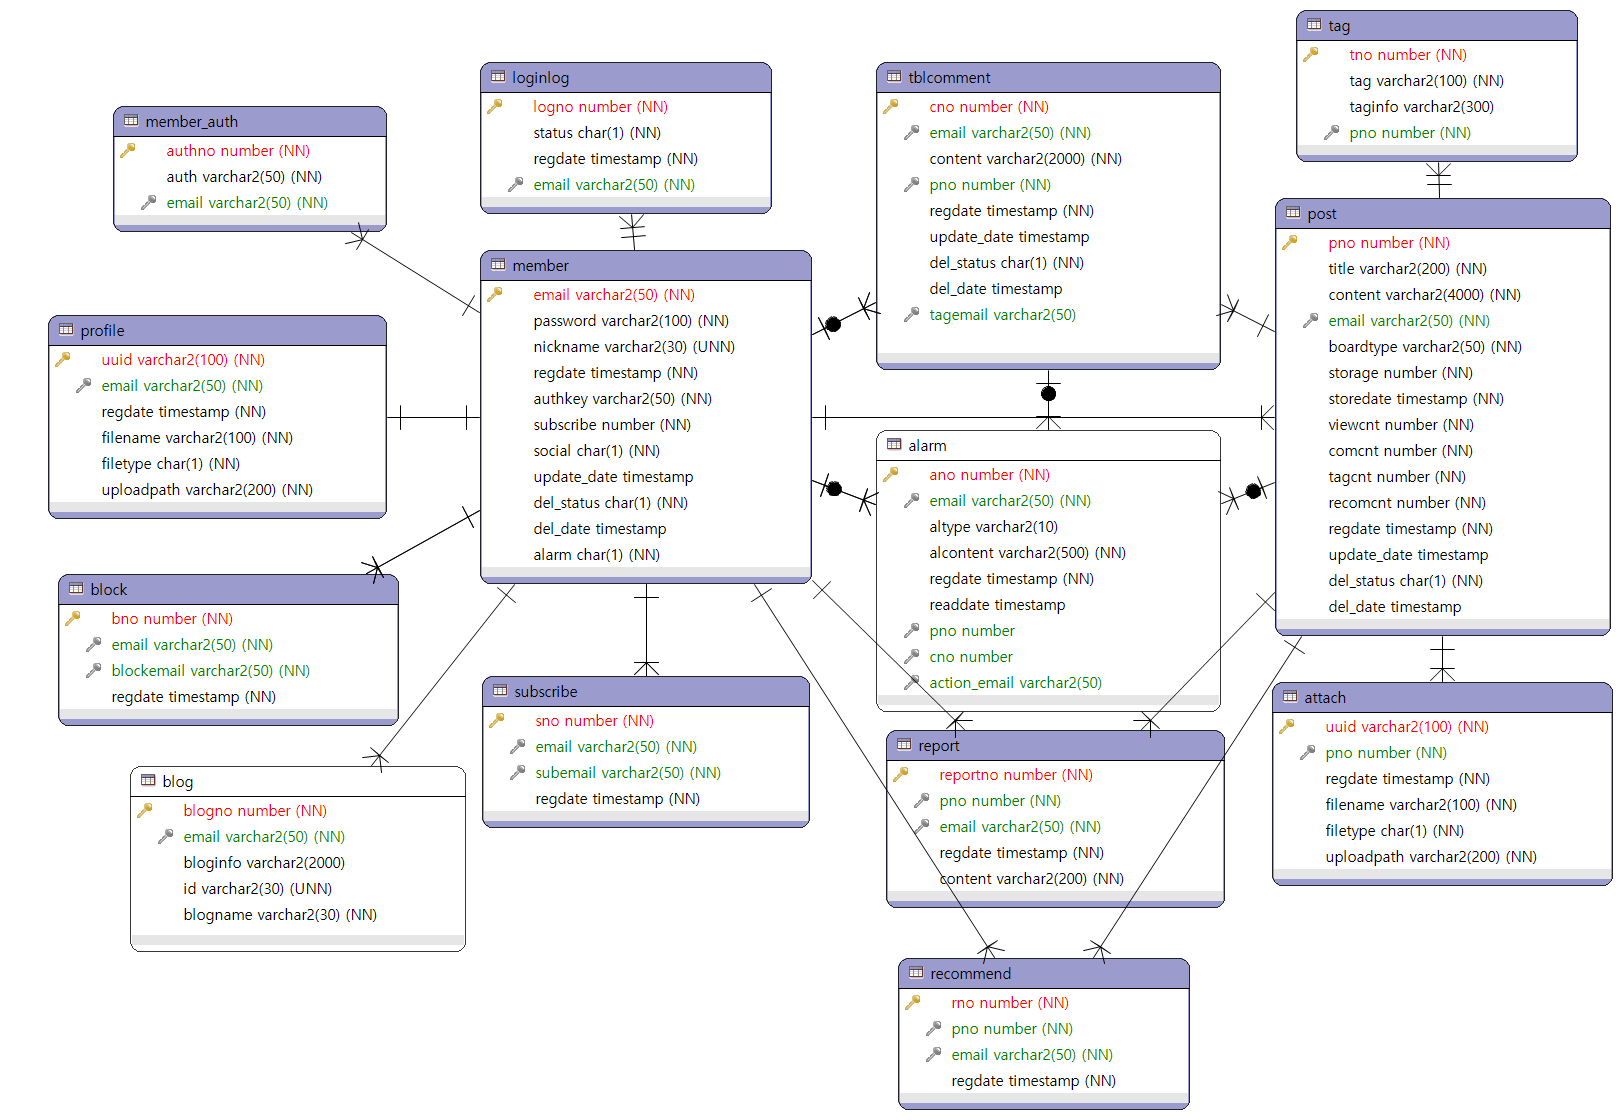 member_auth
authno number (NN)
auth varchar2(50) (NN)
email varchar2(50) (NN)
loginlog
logno number (NN)
status char(1) (NN)
regdate timestamp (NN)
email varchar2(50) (NN)
tblcomment
cno number (NN)
email varchar2(50) (NN)
content varchar2(2000) (NN)
pno number (NN)
regdate timestamp (NN)
update_date timestamp
del_status char(1) (NN)
del_date timestamp
tagemail varchar2(50)
tag
tno number (NN)
tag varchar2(100) (NN)
taginfo varchar2(300)
pno number (NN)
profile
uuid varchar2(100) (NN)
email varchar2(50) (NN)
regdate timestamp (NN)
filename varchar2(100) (NN)
filetype char(1) (NN)
uploadpath varchar2(200) (NN)
member
email varchar2(50) (NN)
password varchar2(100) (NN)
nickname varchar2(30) (UNN)
regdate timestamp (NN)
authkey varchar2(50) (NN)
subscribe number (NN)
social char(1) (NN)
update_date timestamp
del_status char(1) (NN)
del_date timestamp
alarm char(1) (NN)
post
pno number (NN)
title varchar2(200) (NN)
content varchar2(4000) (NN)
email varchar2(50) (NN)
boardtype varchar2(50) (NN)
storage number (NN)
storedate timestamp (NN)
viewcnt number (NN)
comcnt number (NN)
tagcnt number (NN)
recomcnt number (NN)
regdate timestamp (NN)
update_date timestamp
del_status char(1) (NN)
del_date timestamp
alarm
ano number (NN)
email varchar2(50) (NN)
altype varchar2(10)
alcontent varchar2(500) (NN)
regdate timestamp (NN)
readdate timestamp
pno number
cno number
action_email varchar2(50)
block
bno number (NN)
email varchar2(50) (NN)
blockemail varchar2(50) (NN)
regdate timestamp (NN)
subscribe
sno number (NN)
email varchar2(50) (NN)
subemail varchar2(50) (NN)
regdate timestamp (NN)
attach
uuid varchar2(100) (NN)
pno number (NN)
regdate timestamp (NN)
filename varchar2(100) (NN)
filetype char(1) (NN)
uploadpath varchar2(200) (NN)
blog
blogno number (NN)
email varchar2(50) (NN)
bloginfo varchar2(2000)
id varchar2(30) (UNN)
blogname varchar2(30) (NN)
report
reportno number (NN)
pno number (NN)
email varchar2(50) (NN)
regdate timestamp (NN)
content varchar2(200) (NN)
recommend
rno number (NN)
pno number (NN)
email varchar2(50) (NN)
regdate timestamp (NN)